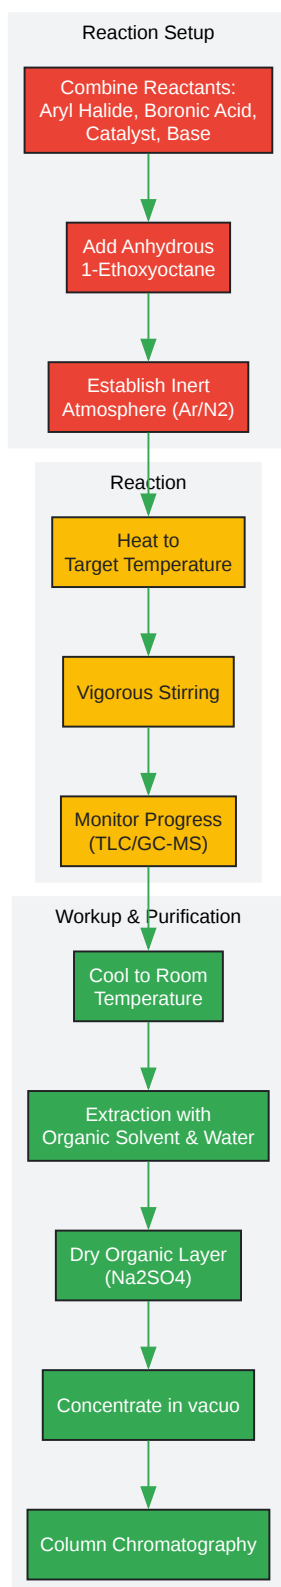 Reaction Setup
Combine Reactants:
Aryl Halide, Boronic Acid,
Catalyst, Base
Add Anhydrous
1-Ethoxyoctane
Establish Inert
Atmosphere (Ar/N2)
Reaction
Heat to
Target Temperature
Vigorous Stirring
Monitor Progress
(TLC/GC-MS)
Workup & Purification
Cool to Room
Temperature
Extraction with
Organic Solvent & Water
Dry Organic Layer
(Na2SO4)
Concentrate in vacuo
Column Chromatography